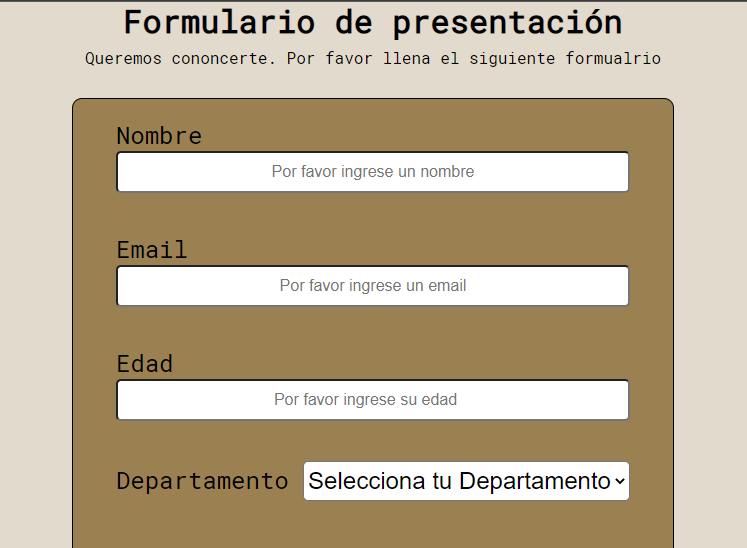 Formulario de presentación
Queremos cononcerte. Por favor llena el siguiente formualrio
Nombre
Por favor ingrese un nombre
Email
Por favor ingrese un email
Edad
Por favor ingrese su edad
Departamento Selecciona tu Departamento